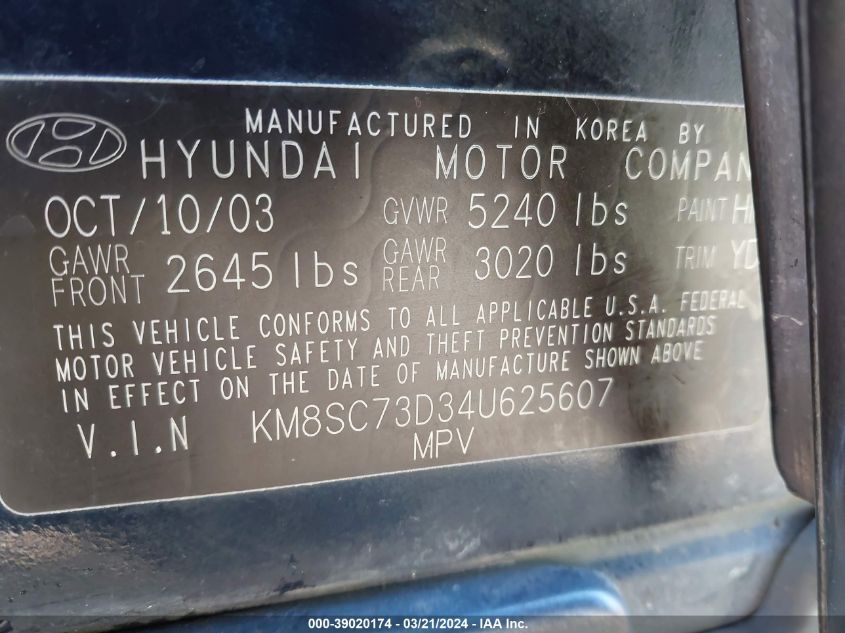 MANUFACTURED IN KOREA BY
HYUNDAI MOTOR COMPAN
OCT/10/03 GVWR 5240 lbs PAINT H
GAWR FRONT 2645 lbs GAWR REAR 3020 lbs TRIM YD
THIS VEHICLE CONFORMS TO ALL APPLICABLE U.S.A. FEDERAL
MOTOR VEHICLE SAFETY AND THEFT PREVENTION STANDARDS
IN EFFECT ON THE DATE OF MANUFACTURE SHOWN ABOVE
V.I.N KM8SC73D34U625607
MPV
000-39020174 - 03/21/2024 - IAA Inc.